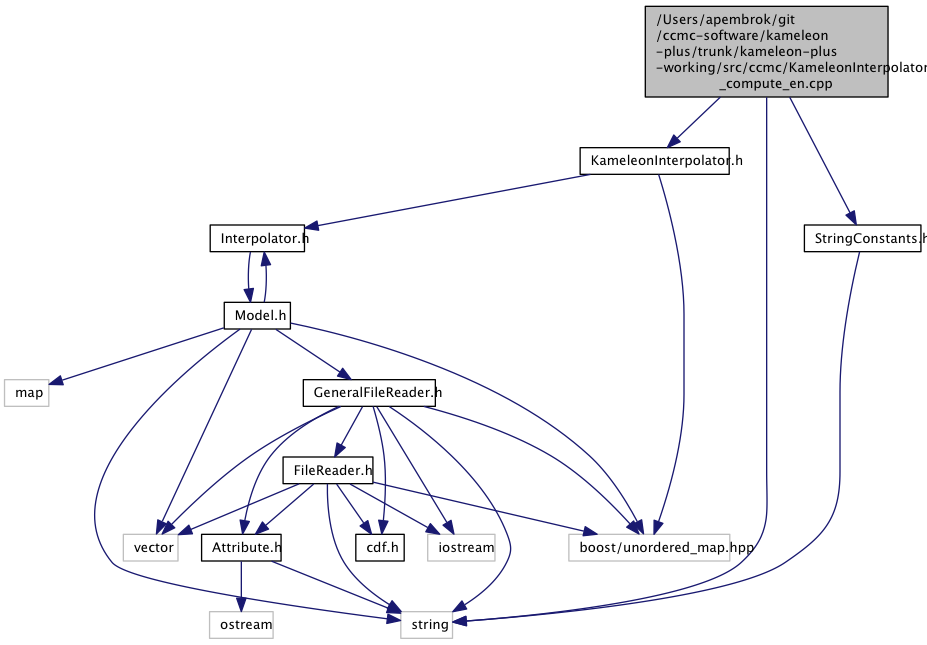 /Users/apembrok/git
/ccmc-software/kameleon
-plus/trunk/kameleon-plus
-working/src/ccmc/KameleonInterpolator
_compute_en.cpp
KameleonInterpolator.h
Interpolator.h
StringConstants.h
Model.h
map
GeneralFileReader.h
FileReader.h
vector
Attribute.h
cdf.h
iostream
boost/unordered_map.hpp
ostream
string